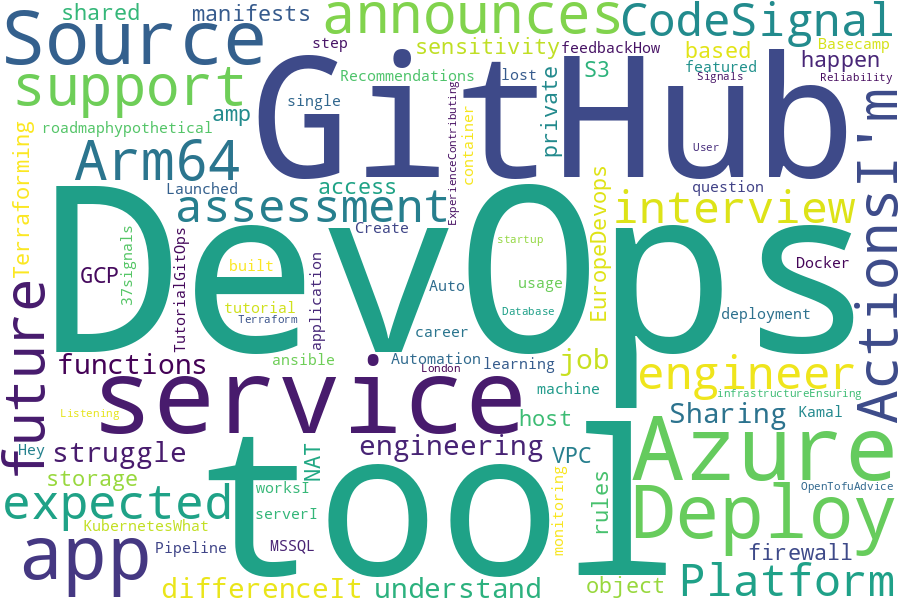 shared
manifests
announces
CodeSignal
Source
step
sensitivity
feedbackHow
based
Basecamp
happen
support
GitHub
Recommendations
lost
S3
featured
Signals
Reliability
single
amp
private
roadmaphypothetical
Arm64
ExperienceContributing
container
User
ActionsI'm
Terraforming
Launched
access
question
assessment
interview
DevOps
Create
EuropeDevops
startup
37signals
TutorialGitOps
GCP
built
application
Auto
usage
Docker
tutorial
Terraform
Database
deployment
future
career
functions
ansible
Automation
London
learning
job
engineer
service
machine
infrastructureEnsuring
Listening
host
Sharing
Kamal
Hey
struggle
engineering
NAT
VPC
tool
Azure
storage
worksI
monitoring
rules
OpenTofuAdvice
expected
serverI
Deploy
KubernetesWhat
app
Pipeline
MSSQL
firewall
differenceIt
understand
object
Platform